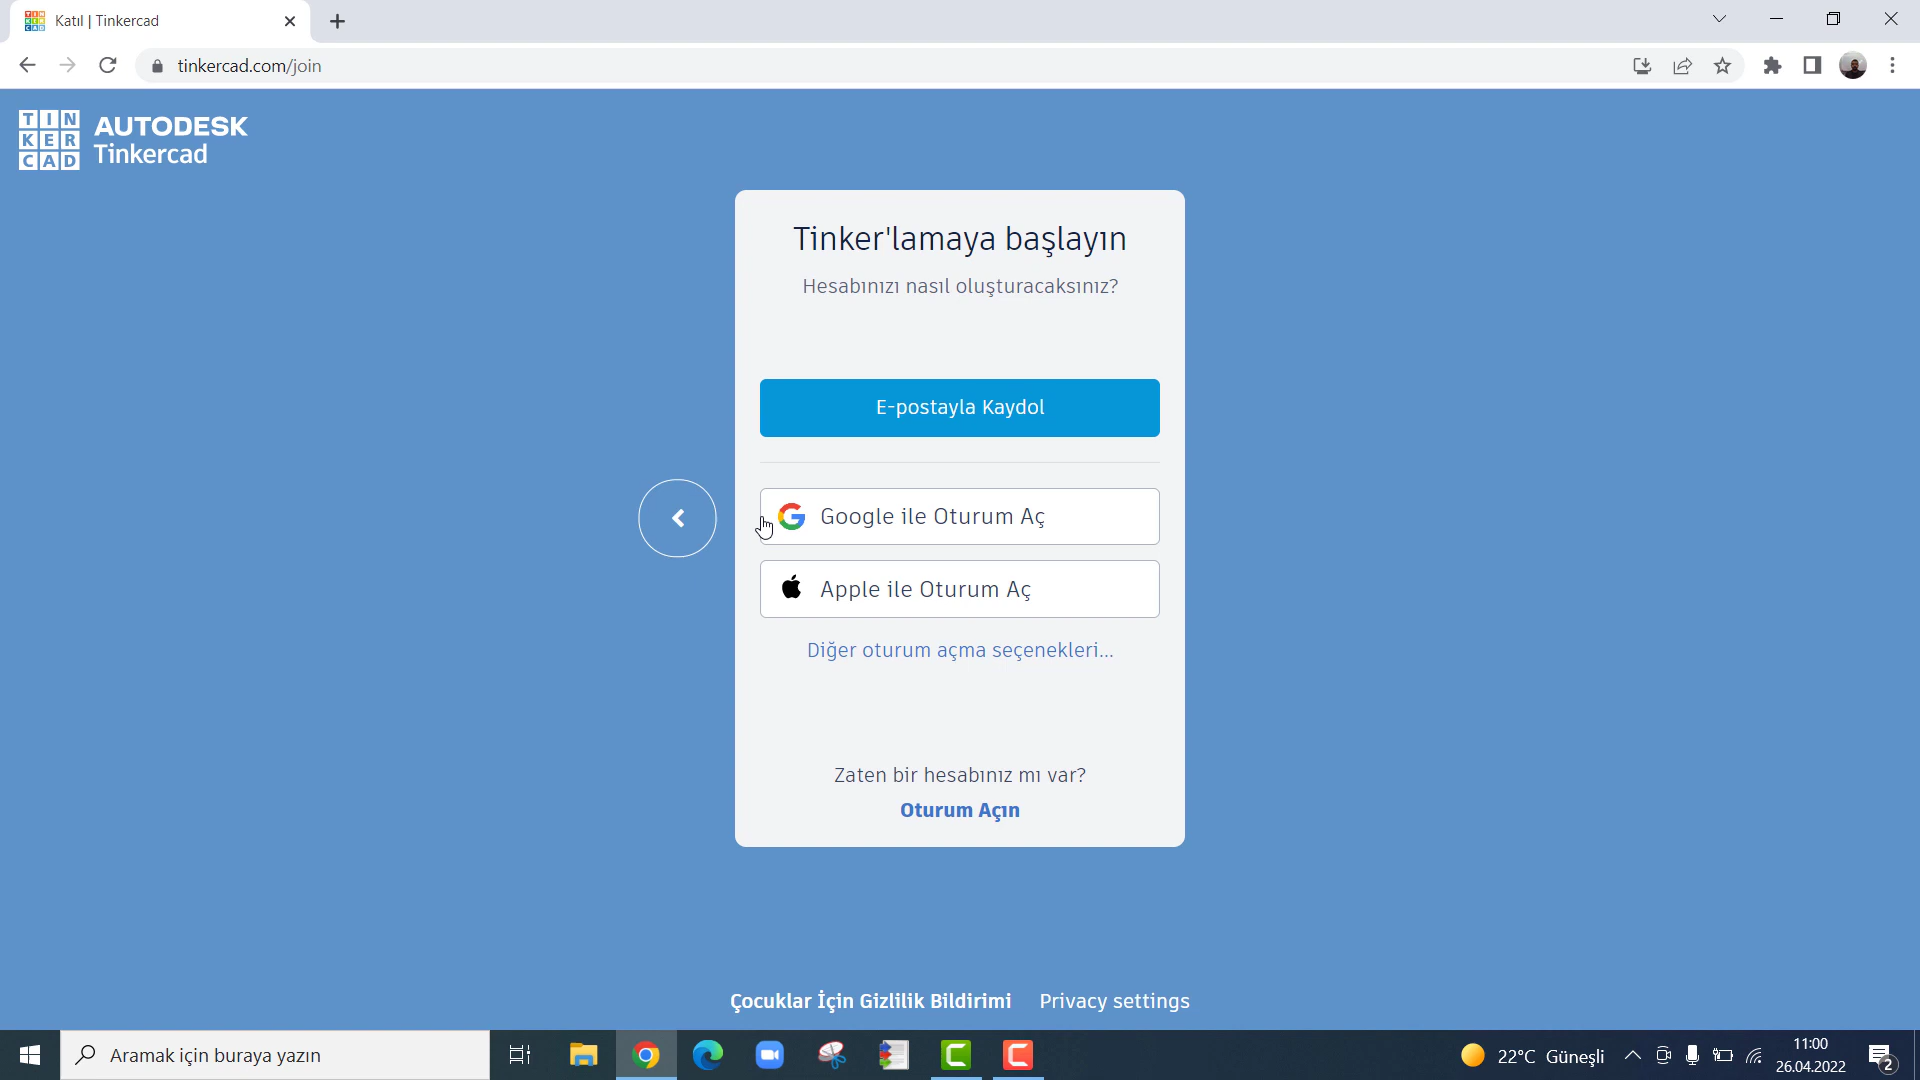 Katıl | Tinkercad
tinkercad.com/join
TIN
KER
CAD
AUTODESK
Tinkercad
Tinker'lamaya başlayın
Hesabınızı nasıl oluşturacaksınız?
E-postayla Kaydol
Google ile Oturum Aç
Apple ile Oturum Aç
Diğer oturum açma seçenekleri...
Zaten bir hesabınız mı var?
Oturum Açın
Çocuklar İçin Gizlilik Bildirimi Privacy settings
Aramak için buraya yazın
22°C Güneşli
11:00
26.04.2022
2